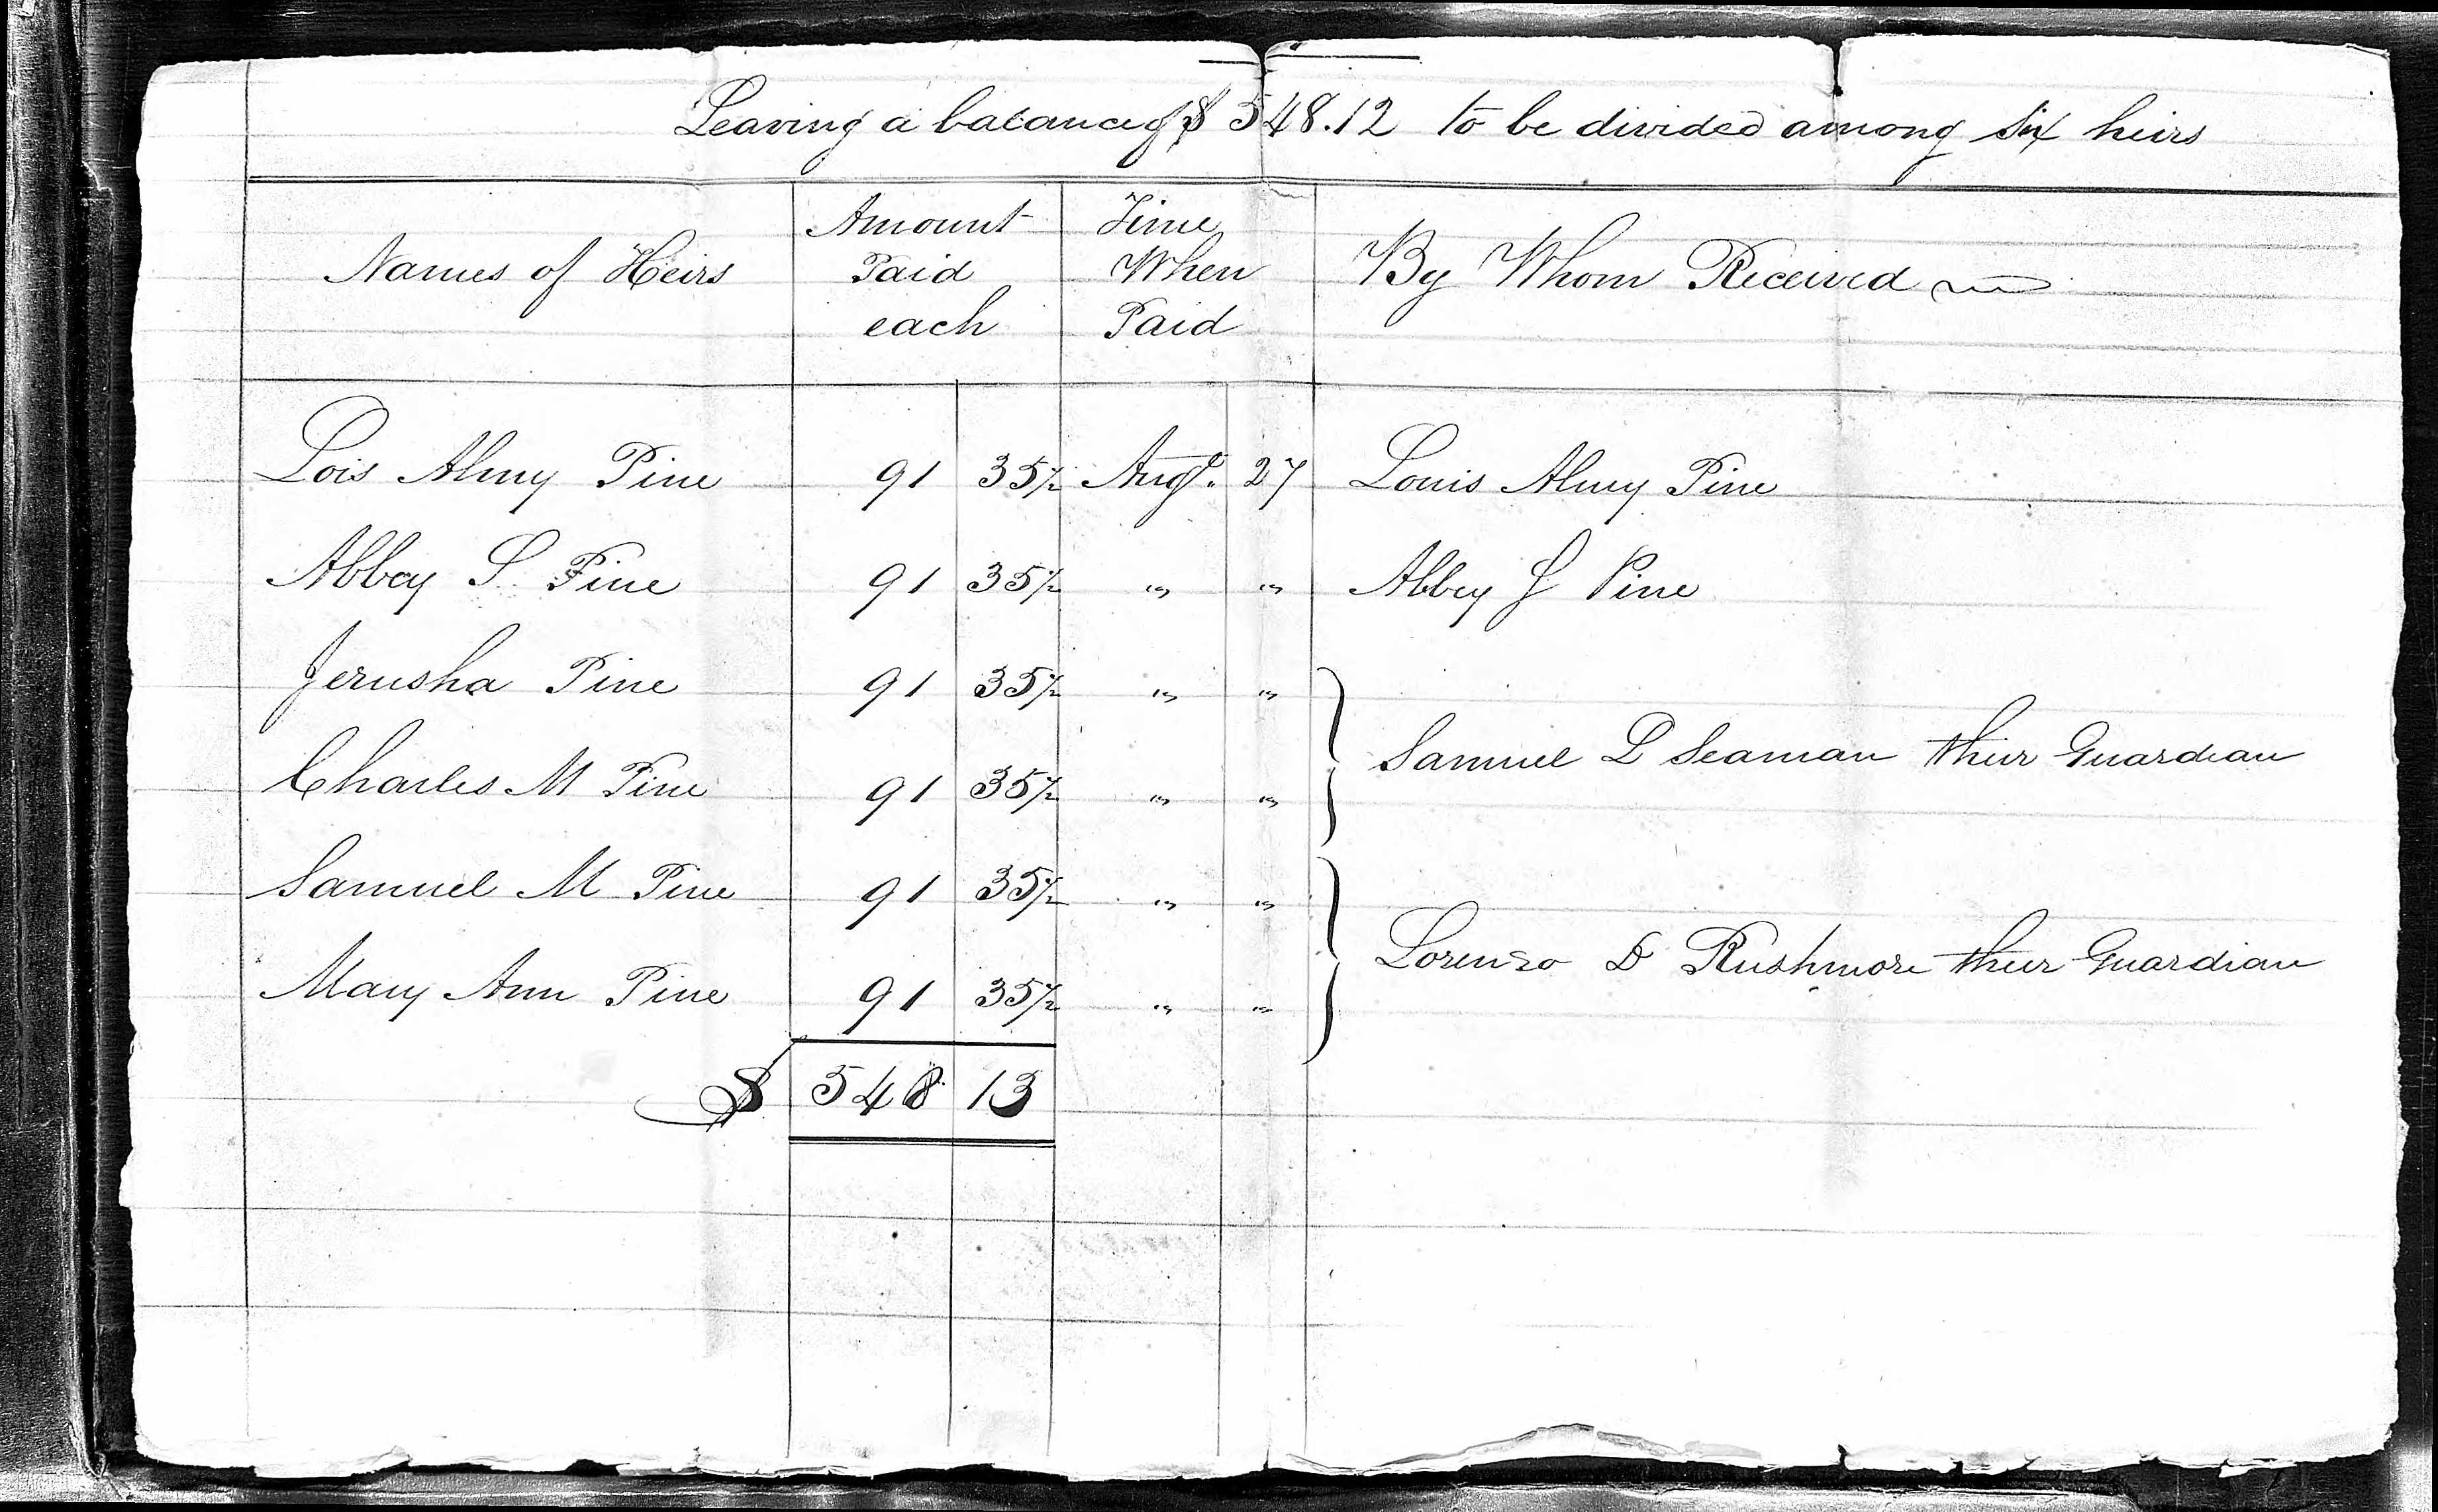 Leaving a balance of $ 548.12 to be divided among six heirs
Names of Heirs
Amount
Paid
each
Time
When
Paid
By Whom Received
Lois Almy Pine 91 35½ Augt. 27 Louis Almy Pine
Abbey S. Pine 91 35½ " " Abbey S Pine
Jerusha Pine 91 35½ " "
Samuel L Seaman their Guardian
Charles M Pine 91 35½ " "
Samuel M Pine 91 35½ " "
Lorenzo D Rushmore their Guardian
Mary Ann Pine 91 35½ " "
$ 548 13